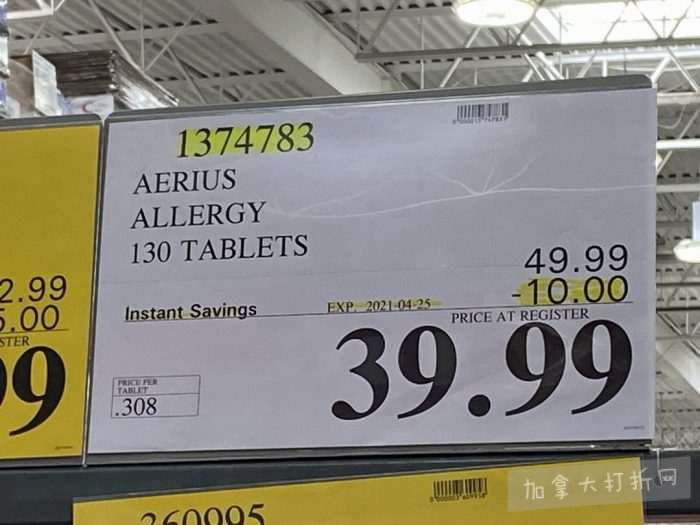 1374783
AERIUS
ALLERGY
130 TABLETS
49.99
Instant Savings EXP. 2021-04-25 -10.00
PRICE AT REGISTER
39.99
PRICE PER
TABLET
.308
2.99
5.00
STER
99
360995
加拿大打折网